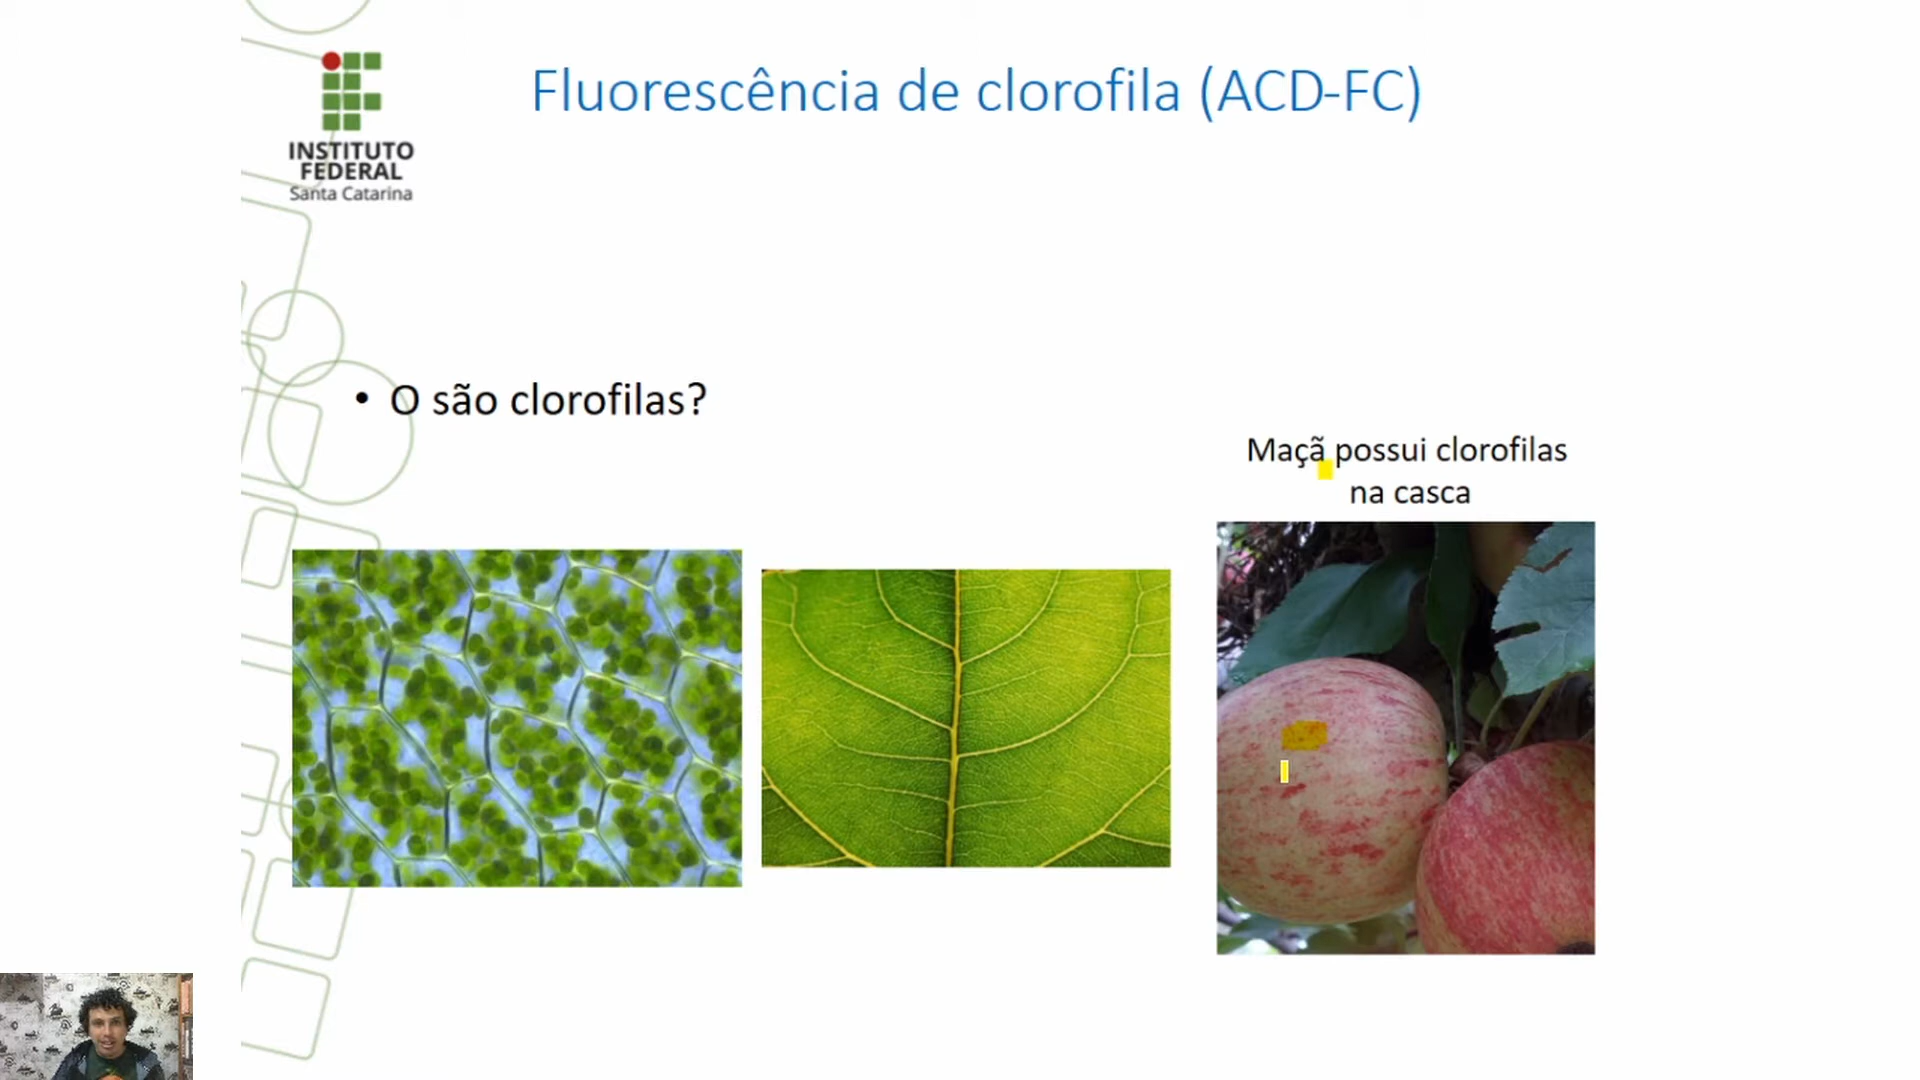 INSTITUTO
FEDERAL
Santa Catarina
Fluorescência de clorofila (ACD-FC)
• O são clorofilas?
Maçã possui clorofilas
na casca